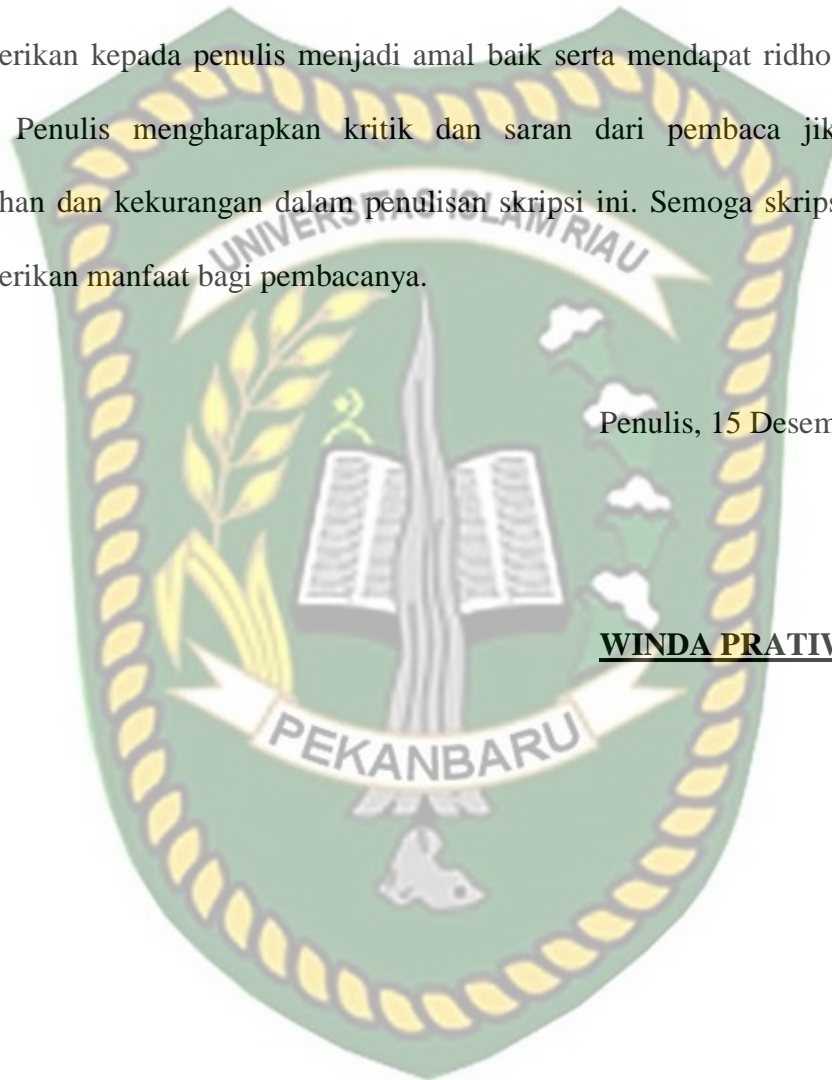 erikan kepada penulis menjadi amal baik serta mendapat ridho
Penulis mengharapkan kritik dan saran dari pembaca jik
han dan kekurangan dalam penulisan skripsi ini. Semoga skrips
UNIVERSITAS ISLAM RIAU
erikan manfaat bagi pembacanya.
Penulis, 15 Desem
WINDA PRATIW
PEKANBARU